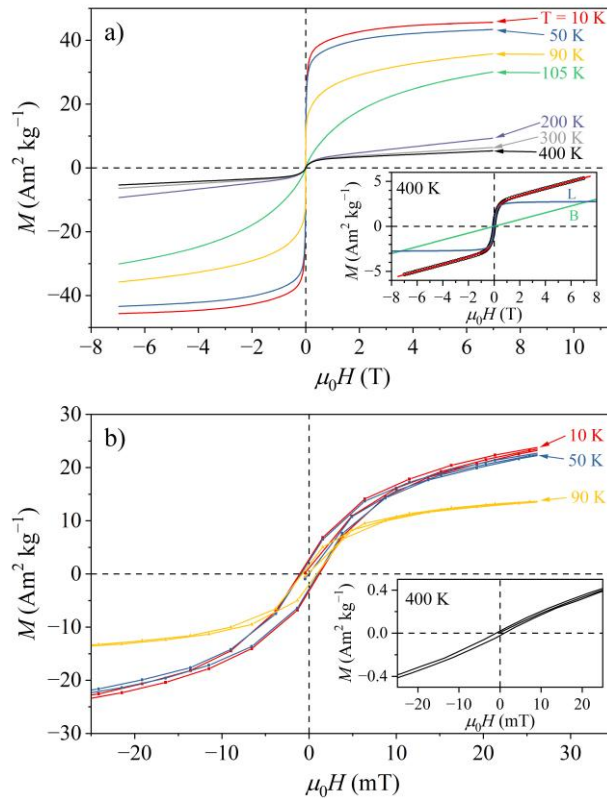 a)
T = 10 K
50 K
90 K
105 K
200 K
300 K
400 K
40
20
0
−20
−40
M (Am² kg⁻¹)
−8 −6 −4 −2 0 2 4 6 8 10
μ₀H (T)
400 K
L
B
5
0
−5
M (Am² kg⁻¹)
−8 −6 −4 −2 0 2 4 6 8
μ₀H (T)
b)
10 K
50 K
90 K
30
20
10
0
−10
−20
−30
M (Am² kg⁻¹)
−20 −10 0 10 20 30
μ₀H (mT)
400 K
0.4
0.0
−0.4
M (Am² kg⁻¹)
−20 −10 0 10 20
μ₀H (mT)